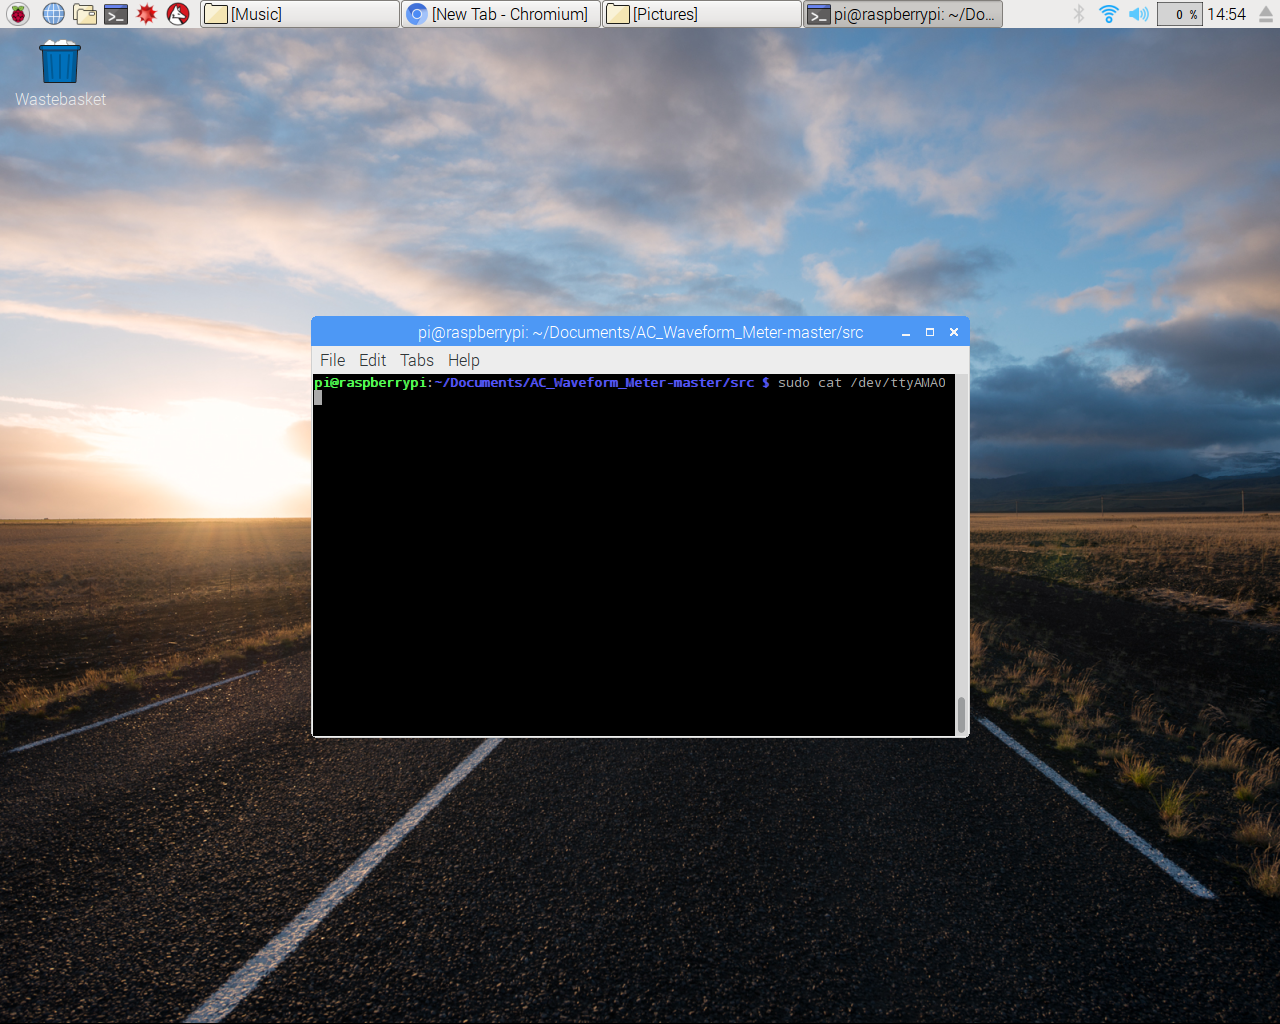 [Music] [New Tab - Chromium] [Pictures] pi@raspberrypi: ~/Do... 0 % 14:54
Wastebasket
pi@raspberrypi: ~/Documents/AC_Waveform_Meter-master/src
File Edit Tabs Help
pi@raspberrypi:~/Documents/AC_Waveform_Meter-master/src $ sudo cat /dev/ttyAMA0